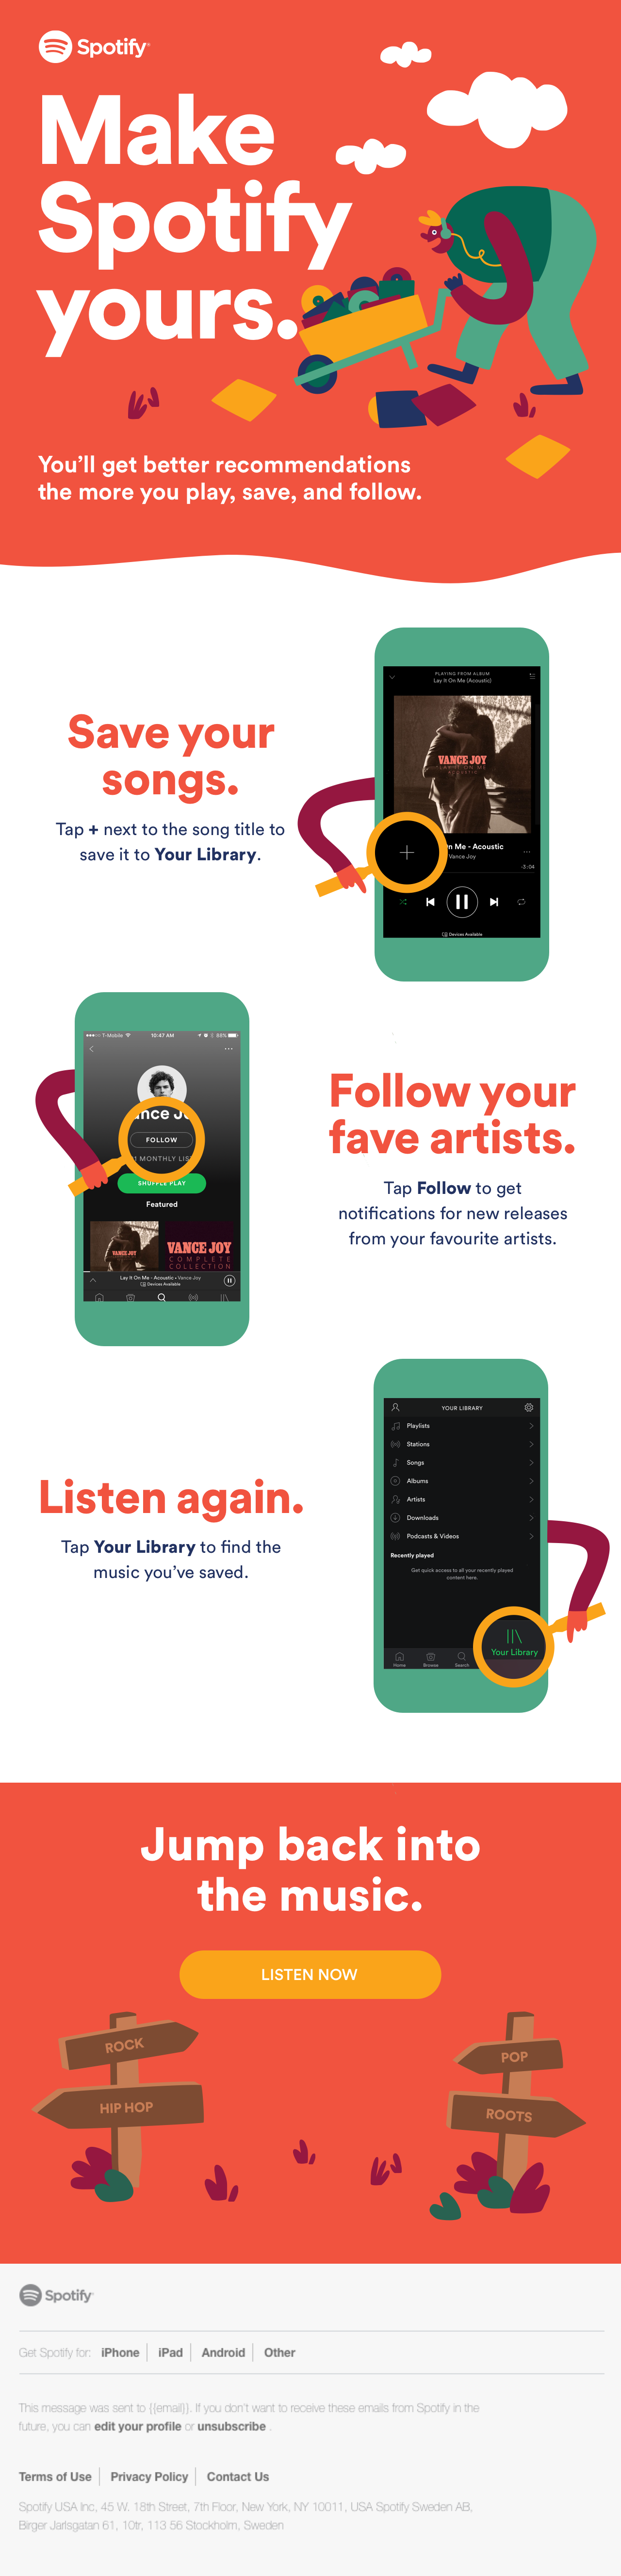 Spotify
Make
Spotify
yours.
You'll get better recommendations
the more you play, save, and follow.
Save your
songs.
Tap + next to the song title to
save it to Your Library.
PLAYING FROM ALBUM
Lay It On Me (Acoustic)
VANCE JOY
LAY IT ON ME
ACOUSTIC
n Me - Acoustic
Vance Joy
-3:04
Devices Available
T-Mobile 10:47 AM 88%
ance Jo
FOLLOW
1 MONTHLY LIS
SHUFFLE PLAY
Featured
VANCE JOY
VANCE JOY
COMPLETE
COLLECTION
Lay It On Me - Acoustic • Vance Joy
Devices Available
Follow your
fave artists.
Tap Follow to get
notifications for new releases
from your favourite artists.
Listen again.
Tap Your Library to find the
music you've saved.
YOUR LIBRARY
Playlists
Stations
Songs
Albums
Artists
Downloads
Podcasts & Videos
Recently played
Get quick access to all your recently played
content here.
Home Browse Search
Your Library
Jump back into
the music.
LISTEN NOW
ROCK
HIP HOP
POP
ROOTS
Spotify
Get Spotify for: iPhone | iPad | Android | Other
This message was sent to {{email}}. If you don't want to receive these emails from Spotify in the
future, you can edit your profile or unsubscribe .
Terms of Use | Privacy Policy | Contact Us
Spotify USA Inc, 45 W. 18th Street, 7th Floor, New York, NY 10011, USA Spotify Sweden AB,
Birger Jarlsgatan 61, 10tr, 113 56 Stockholm, Sweden